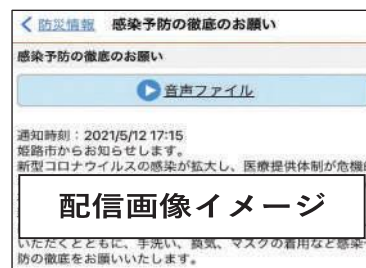 防災情報 感染予防の徹底のお願い
感染予防の徹底のお願い
音声ファイル
通知時刻：2021/5/12 17:15
姫路市からお知らせします。
新型コロナウイルスの感染が拡大し、医療提供体制が危機的
配信画像イメージ
いただくとともに、手洗い、換気、マスクの着用など感染予
防の徹底をお願いいたします。